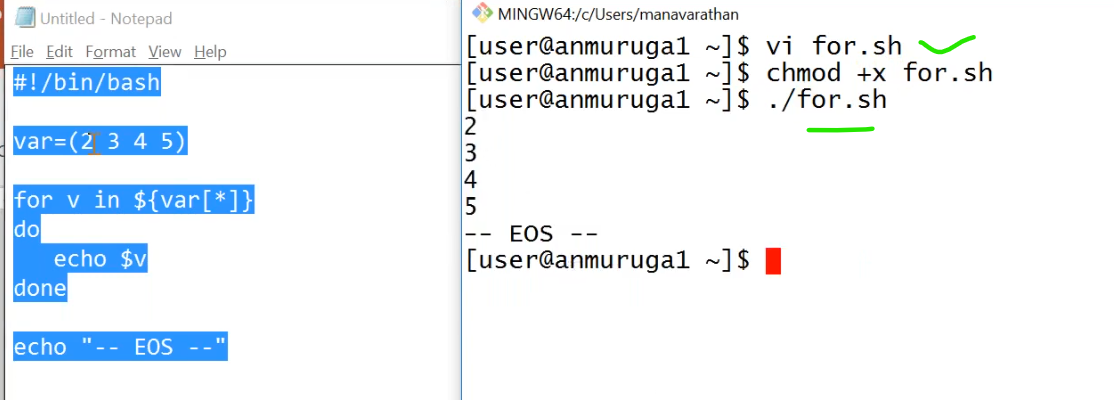 Untitled - Notepad
File Edit Format View Help
#!/bin/bash
var=(2 3 4 5)
for v in ${var[*]}
do
   echo $v
done
echo "-- EOS --"
MINGW64:/c/Users/manavarathan
[user@anmuruga1 ~]$ vi for.sh
[user@anmuruga1 ~]$ chmod +x for.sh
[user@anmuruga1 ~]$ ./for.sh
2
3
4
5
-- EOS --
[user@anmuruga1 ~]$